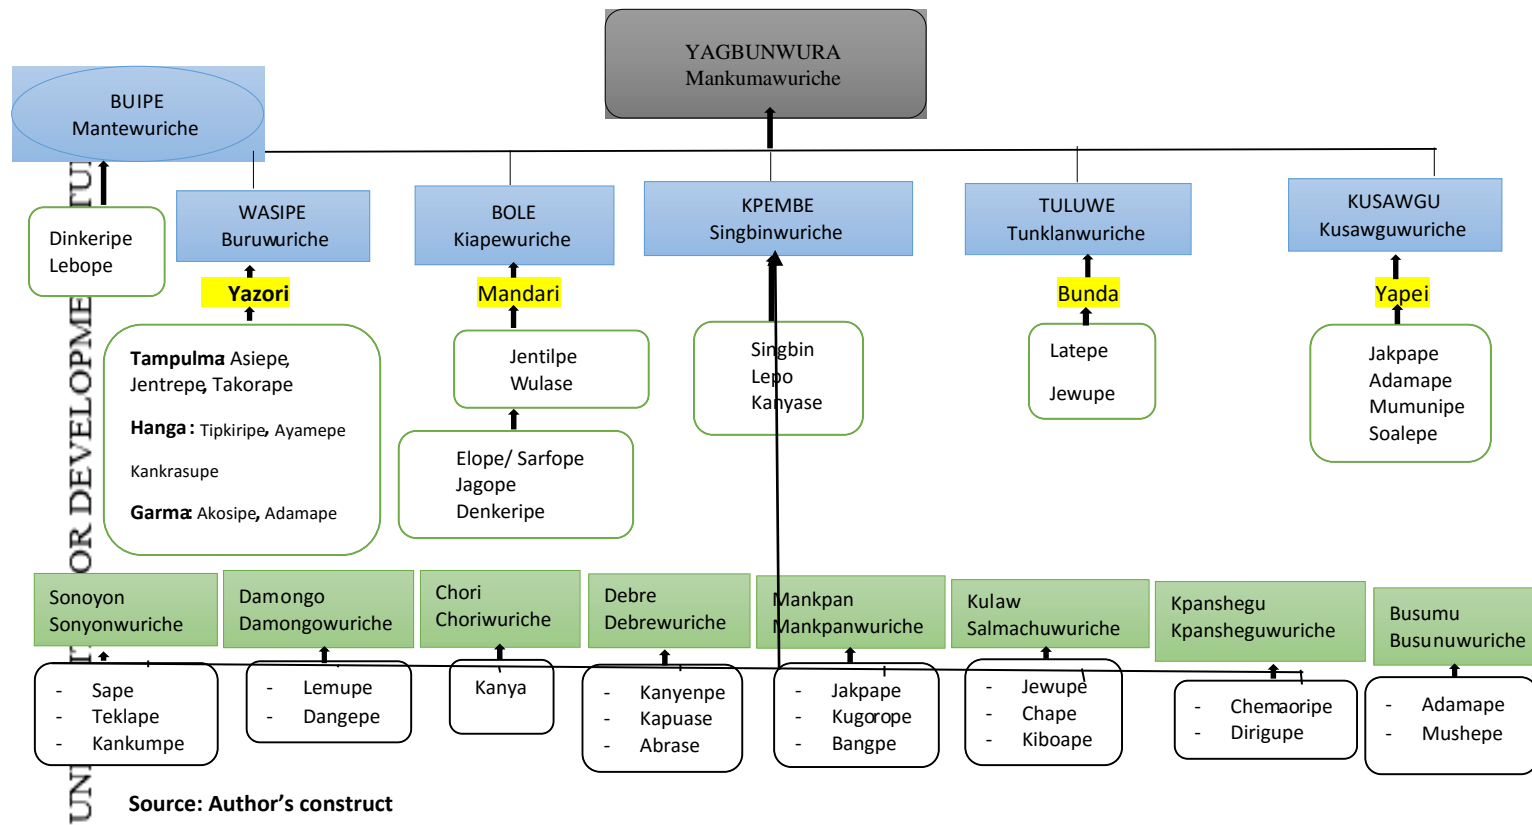 YAGBUNWURA
Mankumawuriche
BUIPE
Mantewuriche
Dinkeripe
Lebope
WASIPE
Buruwuriche
BOLE
Kiapewuriche
KPEMBE
Singbinwuriche
TULUWE
Tunklanwuriche
KUSAWGU
Kusawguwuriche
Yazori
Mandari
Bunda
Yapei
Tampulma: Asiepe,
Jentrepe, Takorape
Hanga : Tipkiripe, Ayamepe
Kankrasupe
Garma: Akosipe, Adamape
Jentilpe
Wulase
Elope/ Sarfope
Jagope
Denkeripe
Singbin
Lepo
Kanyase
Latepe
Jewupe
Jakpape
Adamape
Mumunipe
Soalepe
Sonoyon
Sonyonwuriche
Damongo
Damongowuriche
Chori
Choriwuriche
Debre
Debrewuriche
Mankpan
Mankpanwuriche
Kulaw
Salmachuwuriche
Kpanshegu
Kpansheguwuriche
Busumu
Busunuwuriche
- Sape
- Teklape
- Kankumpe
- Lemupe
- Dangepe
Kanya
- Kanyenpe
- Kapuase
- Abrase
- Jakpape
- Kugorope
- Bangpe
- Jewupe
- Chape
- Kiboape
- Chemaoripe
- Dirigupe
- Adamape
- Mushepe
Source: Author's construct